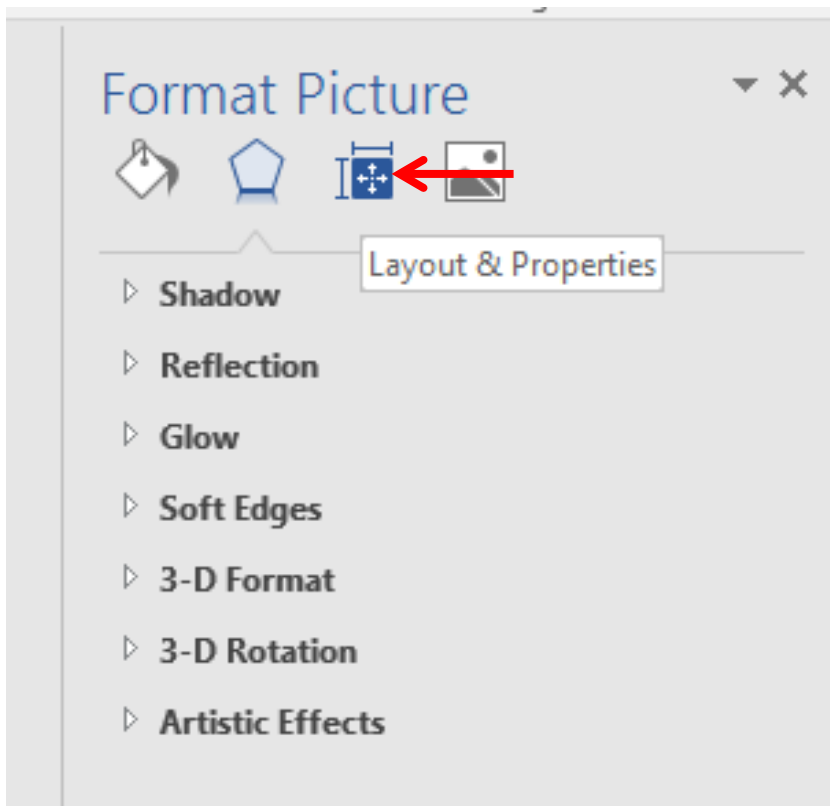 Format Picture
Layout & Properties
Shadow
Reflection
Glow
Soft Edges
3-D Format
3-D Rotation
Artistic Effects